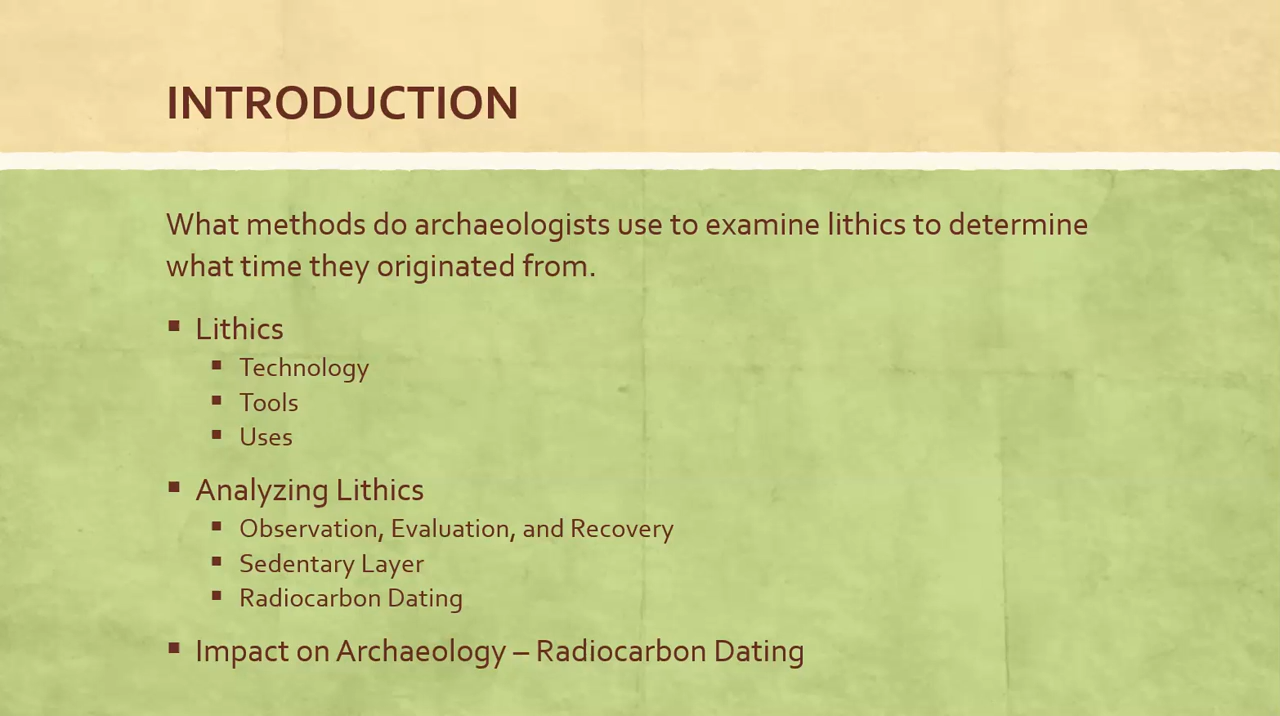 INTRODUCTION
What methods do archaeologists use to examine lithics to determine
what time they originated from.
▪ Lithics
▪ Technology
▪ Tools
▪ Uses
▪ Analyzing Lithics
▪ Observation, Evaluation, and Recovery
▪ Sedentary Layer
▪ Radiocarbon Dating
▪ Impact on Archaeology – Radiocarbon Dating